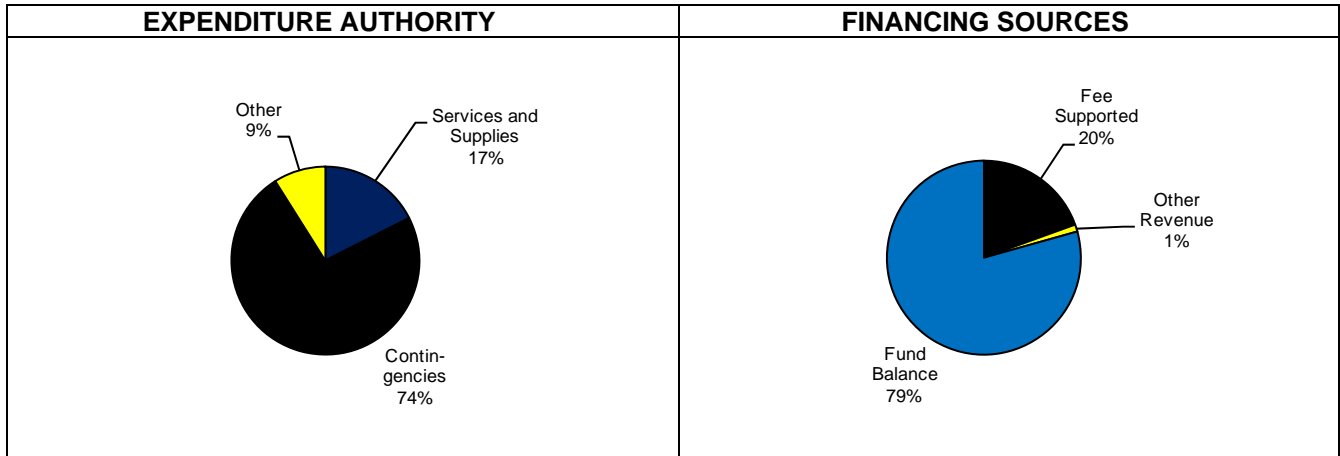 EXPENDITURE AUTHORITY
Other
9%
Services and
Supplies
17%
Contin-
gencies
74%
FINANCING SOURCES
Fee
Supported
20%
Other
Revenue
1%
Fund
Balance
79%